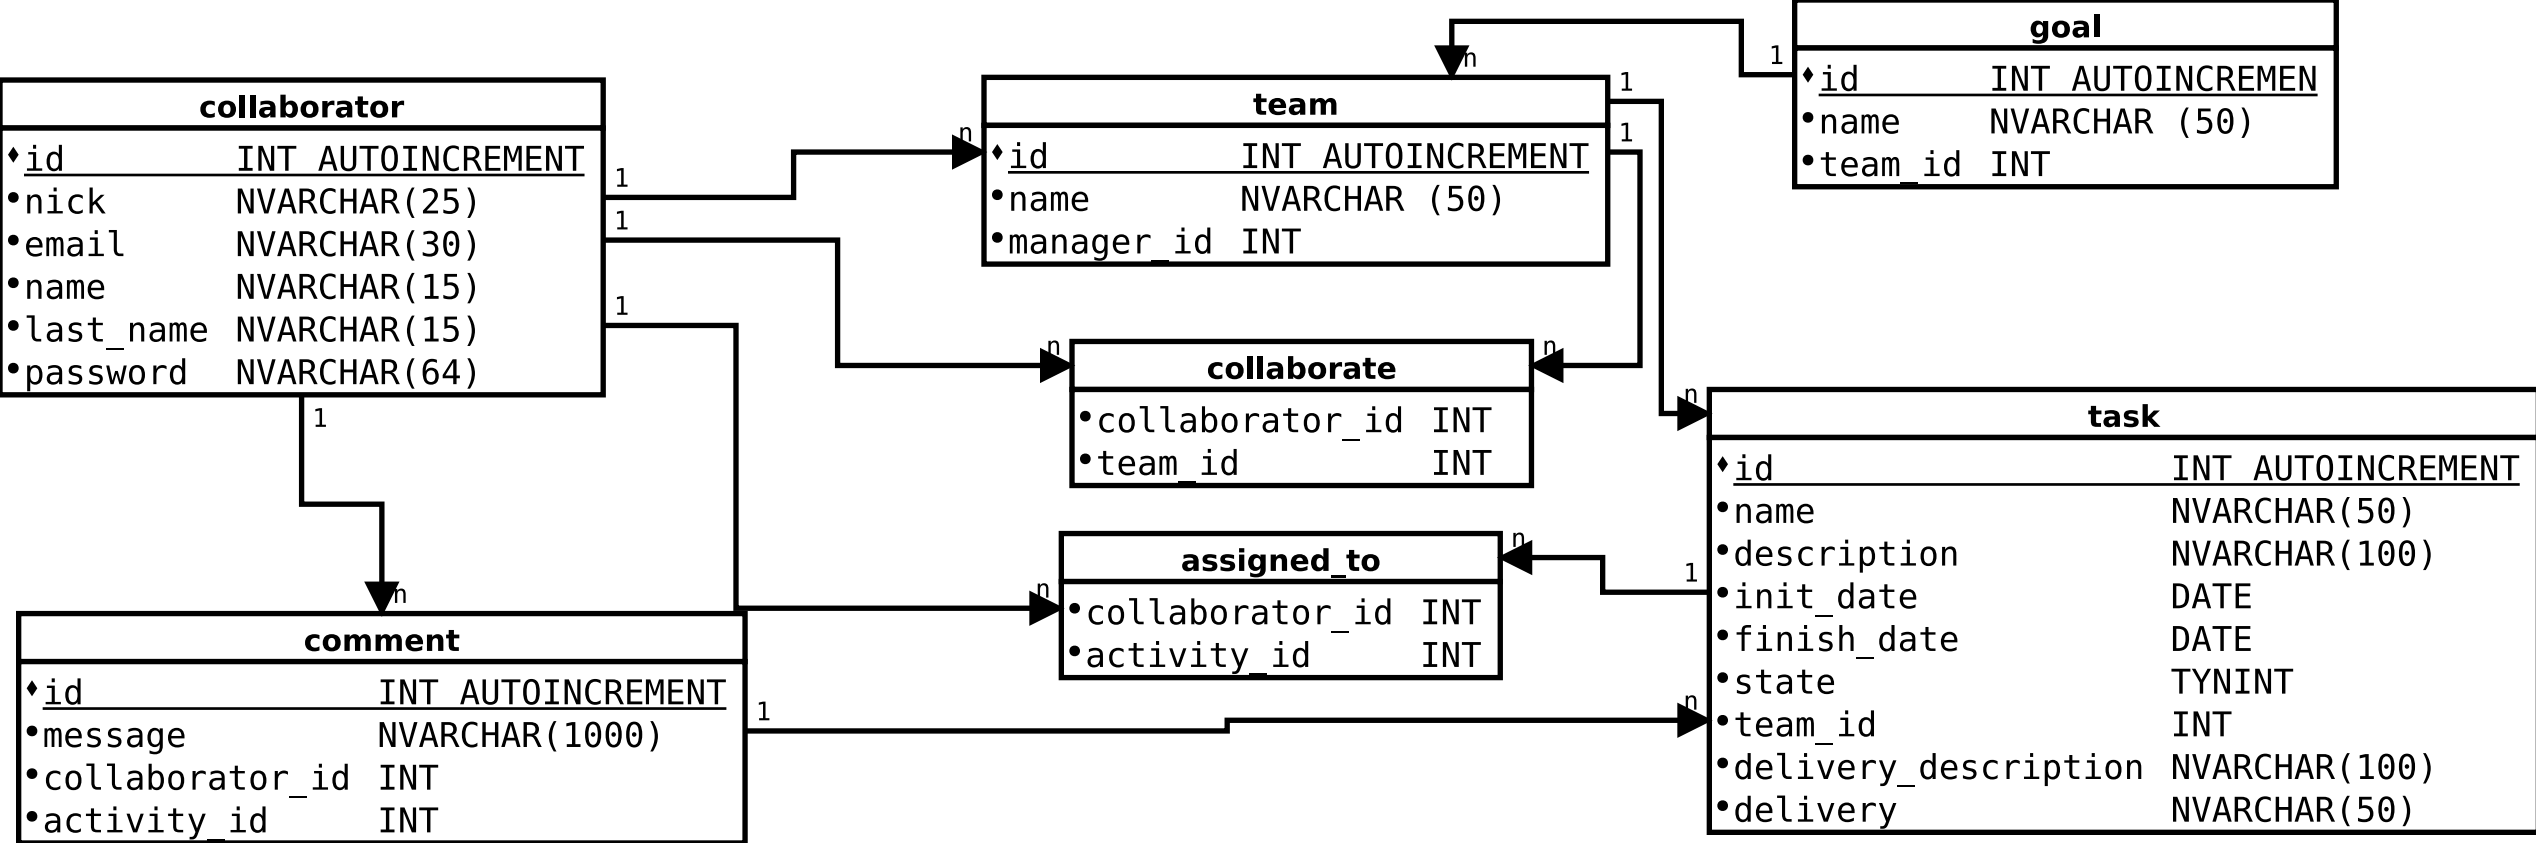 goal
id INT AUTOINCREMEN
name NVARCHAR (50)
team_id INT
1
n
collaborator
id INT AUTOINCREMENT
nick NVARCHAR(25)
email NVARCHAR(30)
name NVARCHAR(15)
last_name NVARCHAR(15)
password NVARCHAR(64)
1
1
1
1
n
team
id INT AUTOINCREMENT
name NVARCHAR (50)
manager_id INT
1
1
n
n
collaborate
collaborator_id INT
team_id INT
n
task
id INT AUTOINCREMENT
name NVARCHAR(50)
description NVARCHAR(100)
init_date DATE
finish_date DATE
state TYNINT
team_id INT
delivery_description NVARCHAR(100)
delivery NVARCHAR(50)
n
n
1
assigned_to
collaborator_id INT
activity_id INT
n
n
comment
id INT AUTOINCREMENT
message NVARCHAR(1000)
collaborator_id INT
activity_id INT
n
1